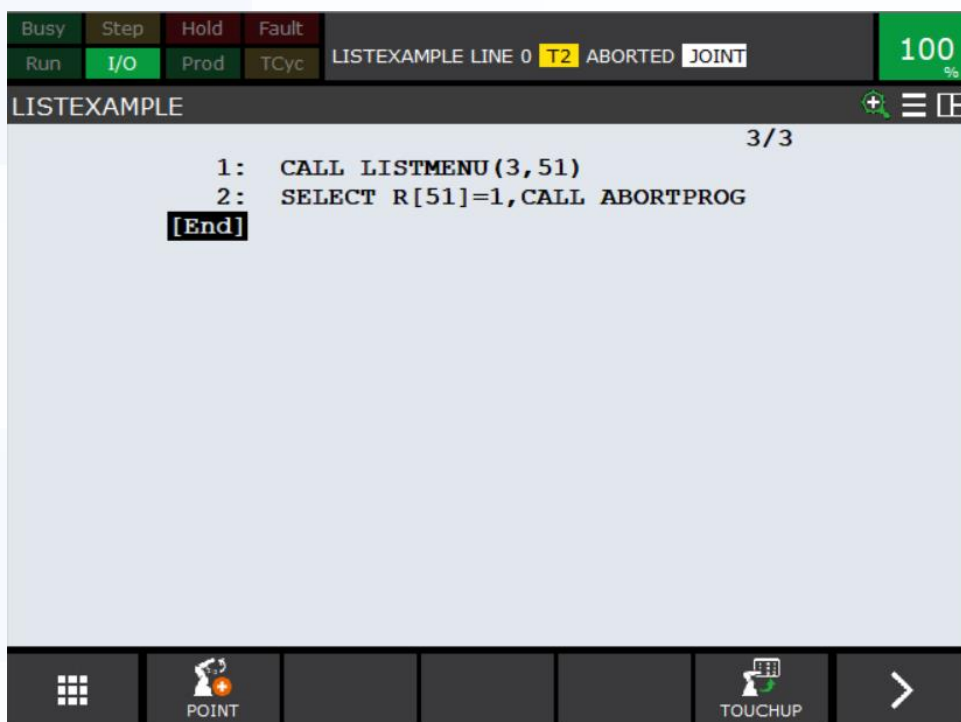 Busy Step Hold Fault
Run I/O Prod TCyc
LISTEXAMPLE LINE 0 T2 ABORTED JOINT
100
%
LISTEXAMPLE
3/3
1: CALL LISTMENU(3,51)
2: SELECT R[51]=1,CALL ABORTPROG
[End]
POINT
TOUCHUP